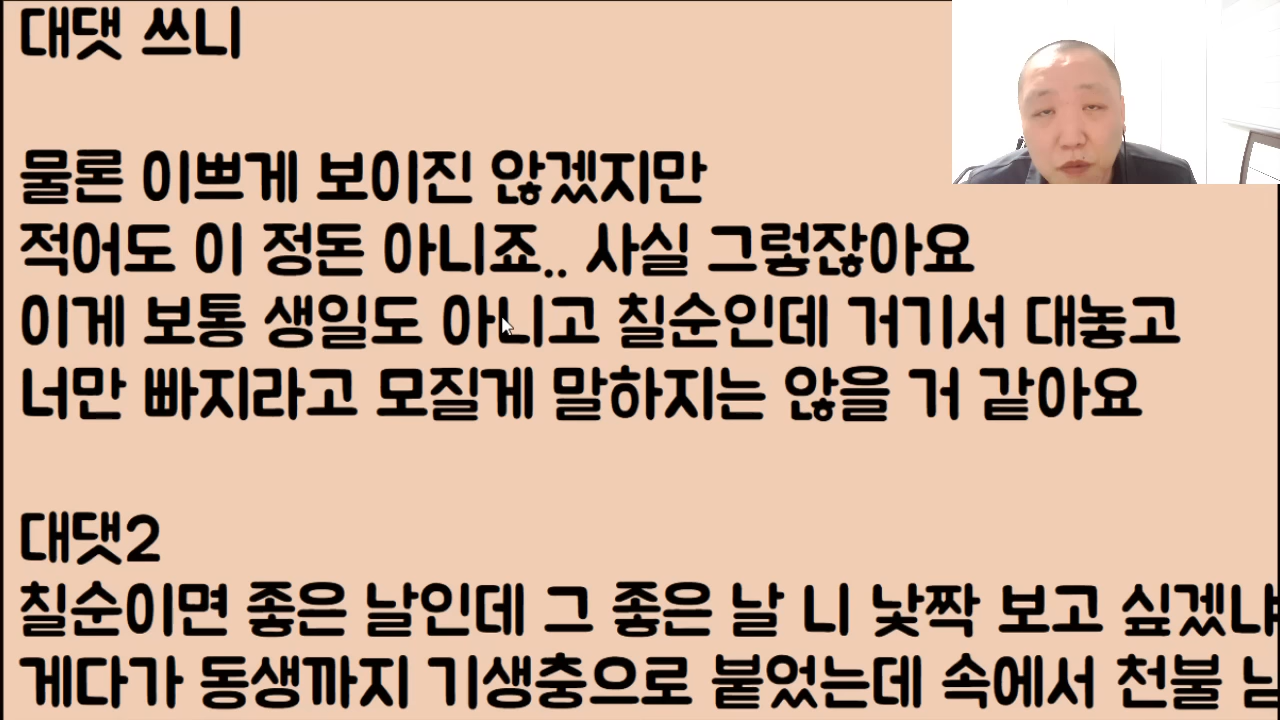 대댓 쓰니
물론 이쁘게 보이진 않겠지만
적어도 이 정돈 아니죠.. 사실 그렇잖아요
이게 보통 생일도 아니고 칠순인데 거기서 대놓고
너만 빠지라고 모질게 말하지는 않을 거 같아요
대댓2
칠순이면 좋은 날인데 그 좋은 날 니 낯짝 보고 싶겠냐
게다가 동생까지 기생충으로 붙었는데 속에서 천불